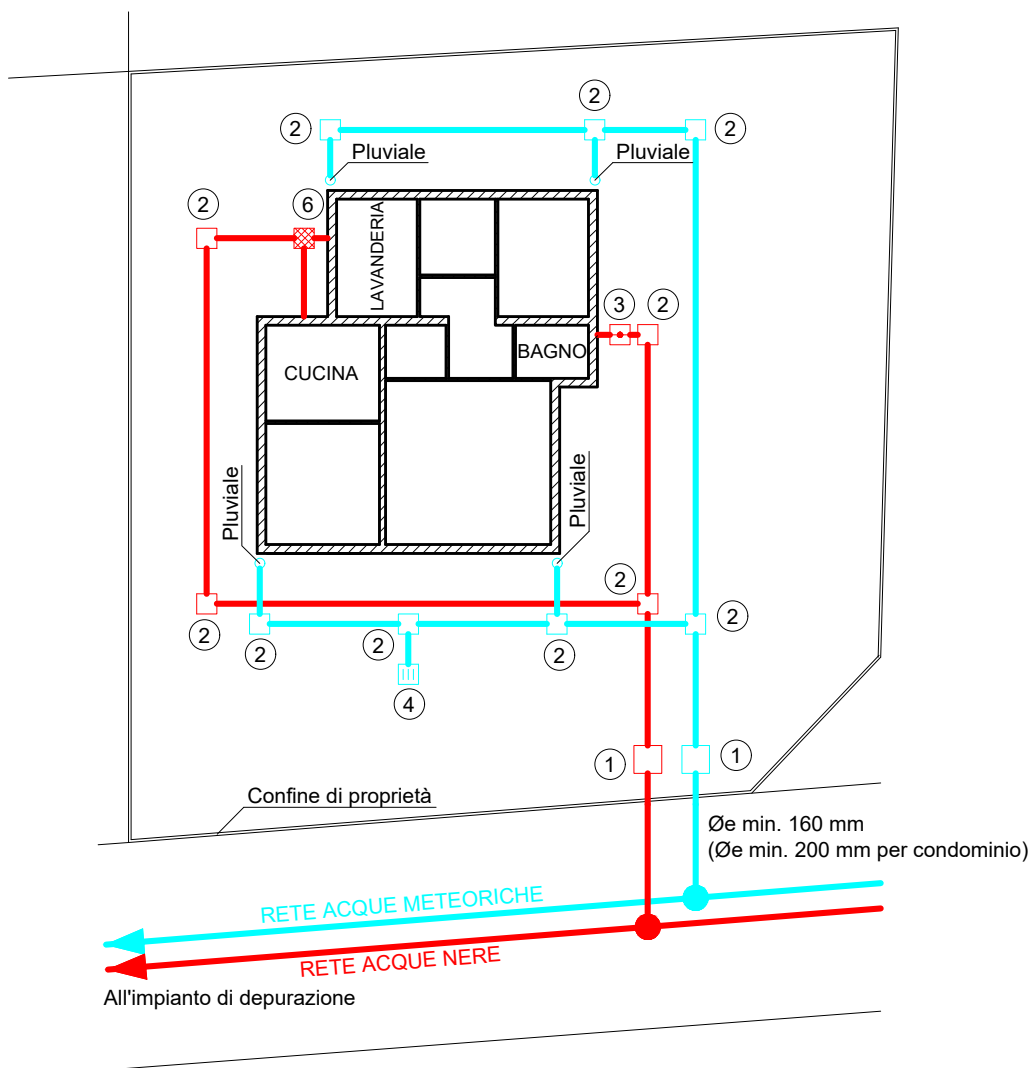 2
2
2
Pluviale
Pluviale
2
6
LAVANDERIA
3
2
BAGNO
CUCINA
Pluviale
Pluviale
2
2
2
2
2
2
4
1
1
Confine di proprietà
Øe min. 160 mm
(Øe min. 200 mm per condominio)
RETE ACQUE METEORICHE
RETE ACQUE NERE
All'impianto di depurazione